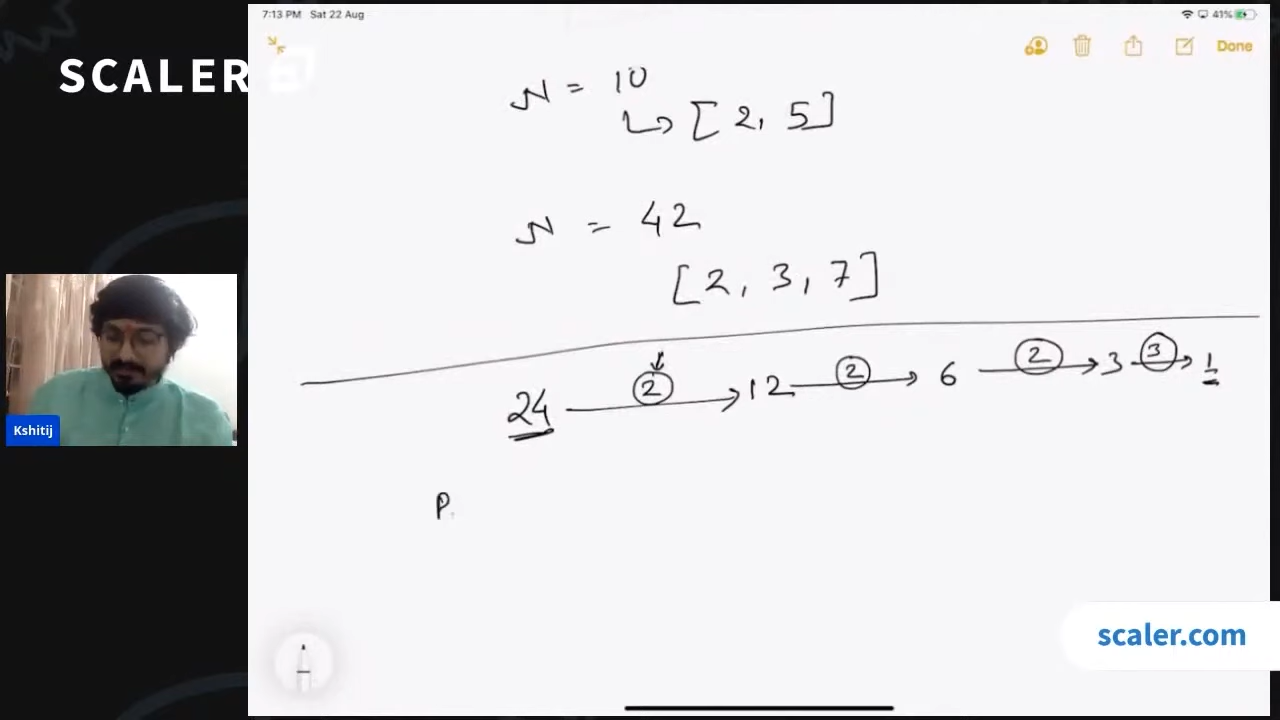 7:13 PM Sat 22 Aug
41%
SCALER
Done
N = 10
[2, 5]
N = 42
[2, 3, 7]
24 2 12 2 6 2 3 3 1
Kshitij
P
scaler.com